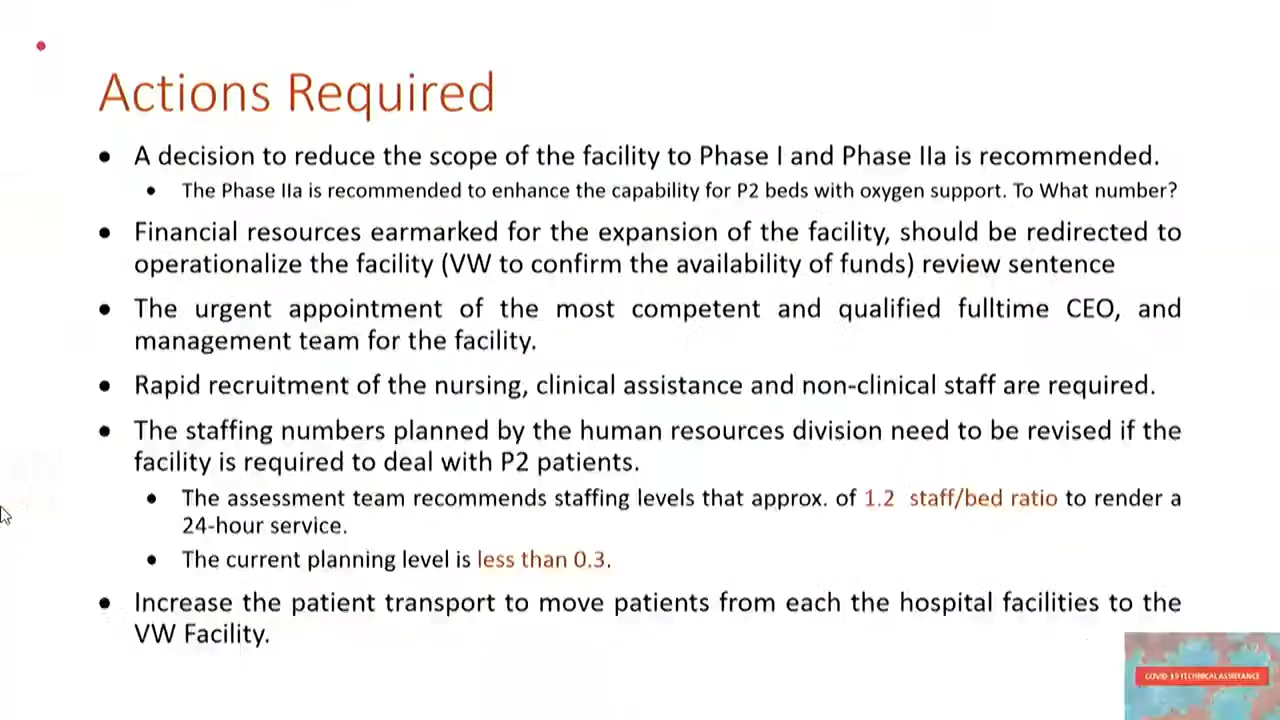 Actions Required
• A decision to reduce the scope of the facility to Phase I and Phase IIa is recommended.
• The Phase IIa is recommended to enhance the capability for P2 beds with oxygen support. To What number?
• Financial resources earmarked for the expansion of the facility, should be redirected to
operationalize the facility (VW to confirm the availability of funds) review sentence
• The urgent appointment of the most competent and qualified fulltime CEO, and
management team for the facility.
• Rapid recruitment of the nursing, clinical assistance and non-clinical staff are required.
• The staffing numbers planned by the human resources division need to be revised if the
facility is required to deal with P2 patients.
• The assessment team recommends staffing levels that approx. of 1.2 staff/bed ratio to render a
24-hour service.
• The current planning level is less than 0.3.
• Increase the patient transport to move patients from each the hospital facilities to the
VW Facility.
COVID-19 TECHNICAL ASSISTANCE